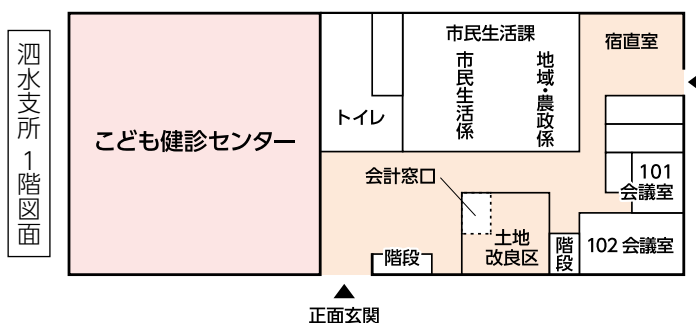 泗水支所 1階図面
こども健診センター
トイレ
市民生活課
市民生活係
地域・農政係
宿直室
会計窓口
101
会議室
土地
改良区
階段
階段
102 会議室
正面玄関